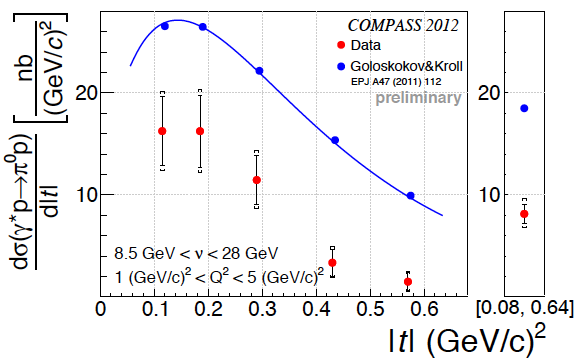 dσ(γ*p→π⁰p) / d|t| [nb / (GeV/c)²]
COMPASS 2012
Data
Goloskokov&Kroll
EPJ A47 (2011) 112
preliminary
20
10
20
10
8.5 GeV < ν < 28 GeV
1 (GeV/c)² < Q² < 5 (GeV/c)²
0 0.1 0.2 0.3 0.4 0.5 0.6
[0.08, 0.64]
|t| (GeV/c)²